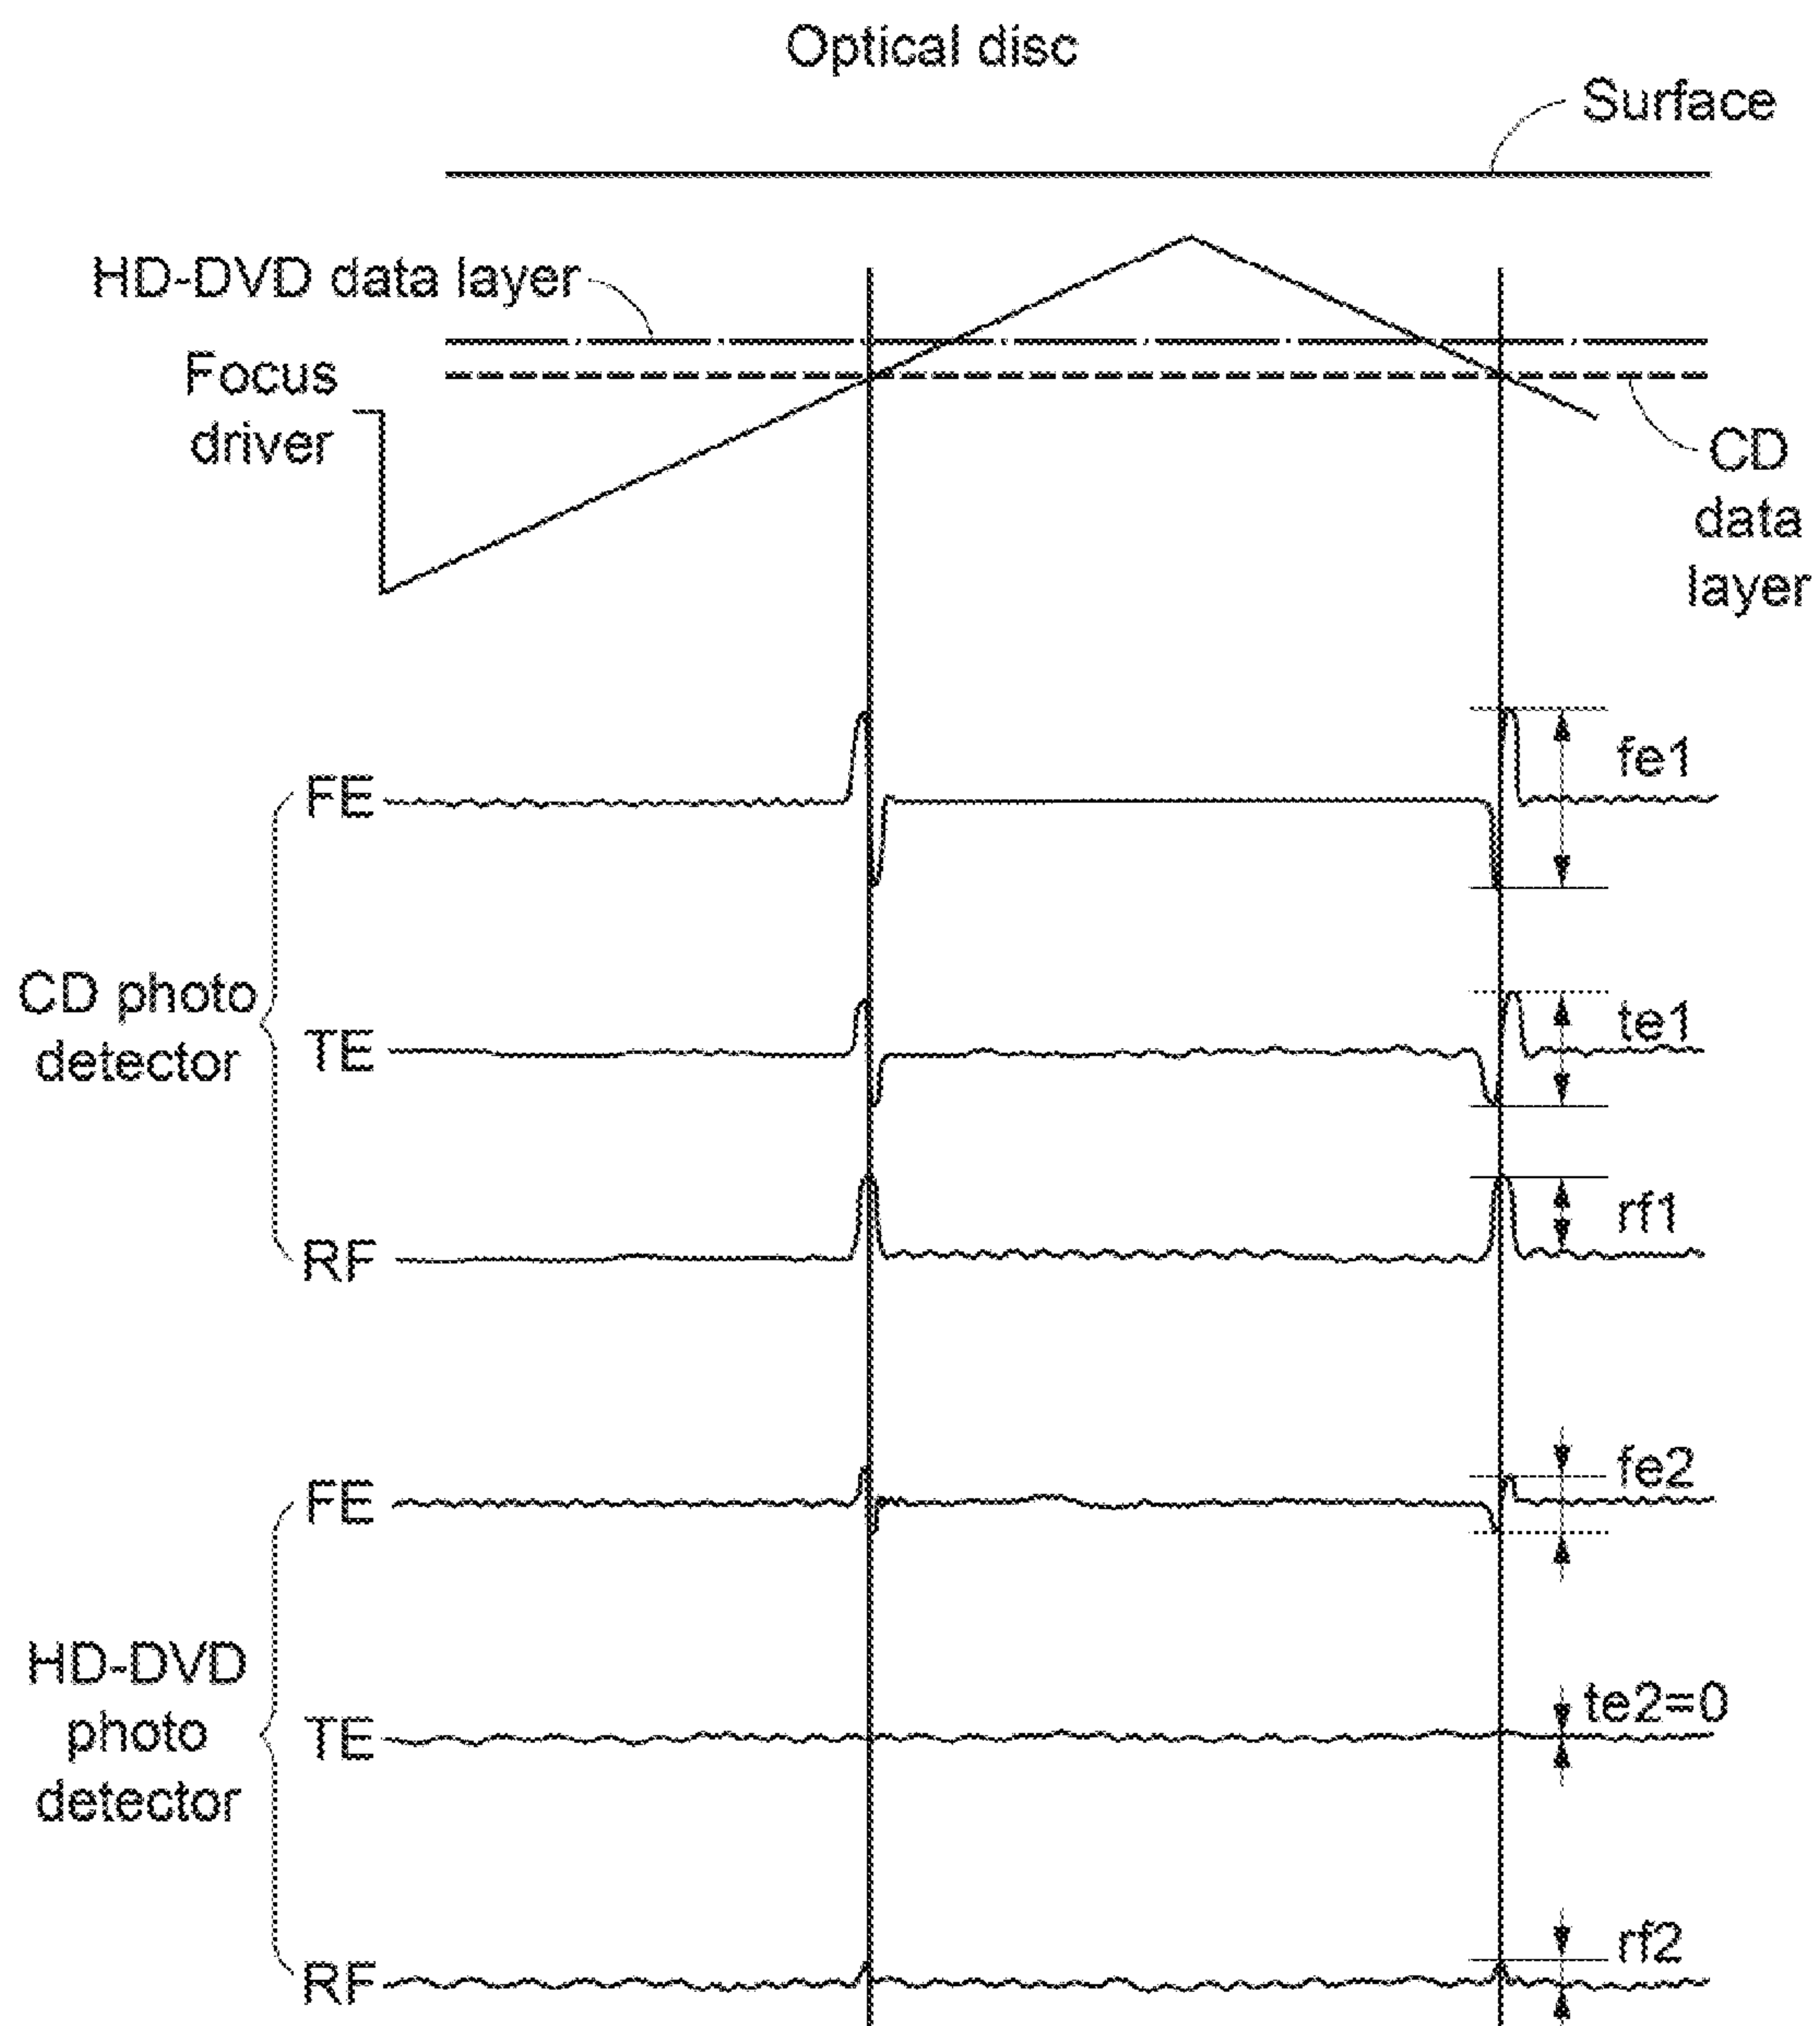 Optical disc
Surface
HD-DVD data layer
Focus
driver
CD
data
layer
fe1
FE
CD photo
detector
te1
TE
rf1
RF
fe2
FE
HD-DVD
photo
detector
te2=0
TE
rf2
RF